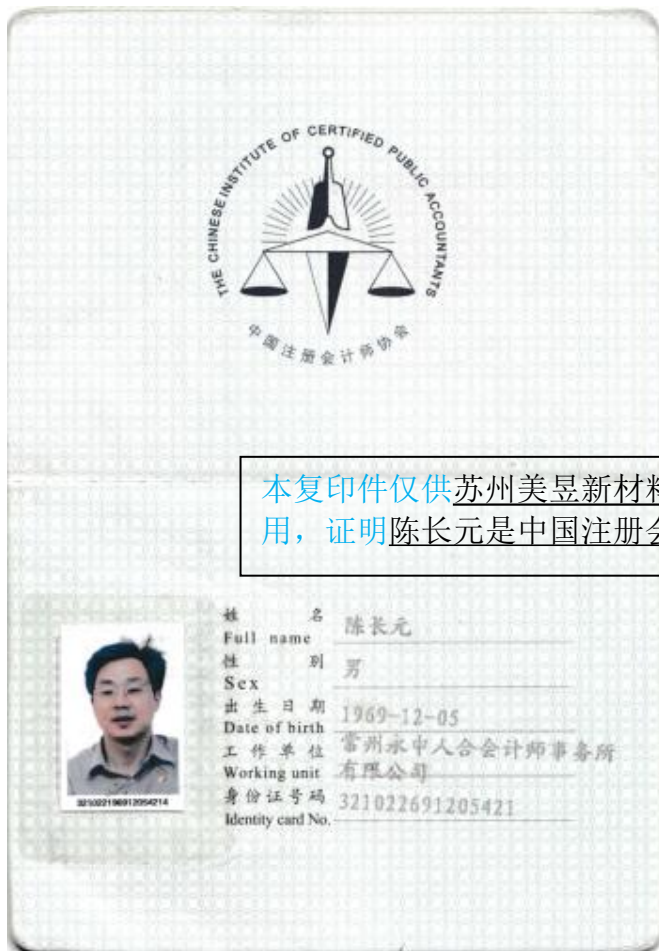 THE CHINESE INSTITUTE OF CERTIFIED PUBLIC ACCOUNTANTS
中国注册会计师协会
本复印件仅供苏州美昱新材料
用，证明陈长元是中国注册会
姓 名
Full name
陈长元
性 别
Sex
男
出生日期
Date of birth
1969-12-05
工作单位
Working unit
常州永申人合会计师事务所
有限公司
身份证号码
Identity card No.
321022691205421
321022196912054214